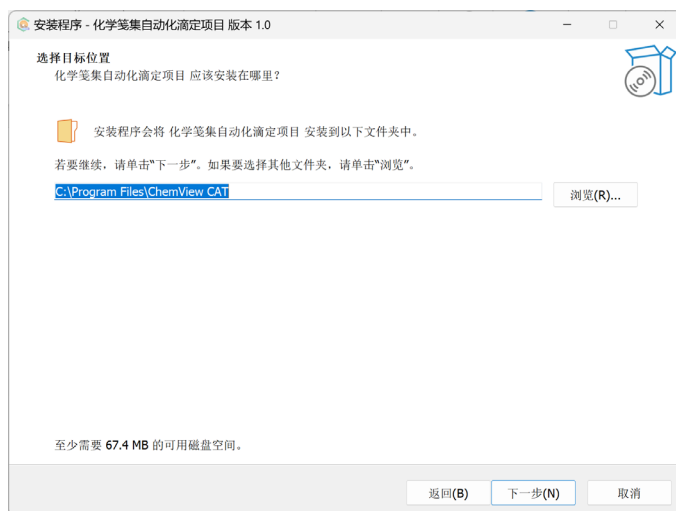 安装程序 - 化学笺集自动化滴定项目 版本 1.0
选择目标位置
化学笺集自动化滴定项目 应该安装在哪里？
安装程序会将 化学笺集自动化滴定项目 安装到以下文件夹中。
若要继续，请单击“下一步”。如果要选择其他文件夹，请单击“浏览”。
C:\Program Files\ChemView CAT
浏览(R)...
至少需要 67.4 MB 的可用磁盘空间。
返回(B)
下一步(N)
取消